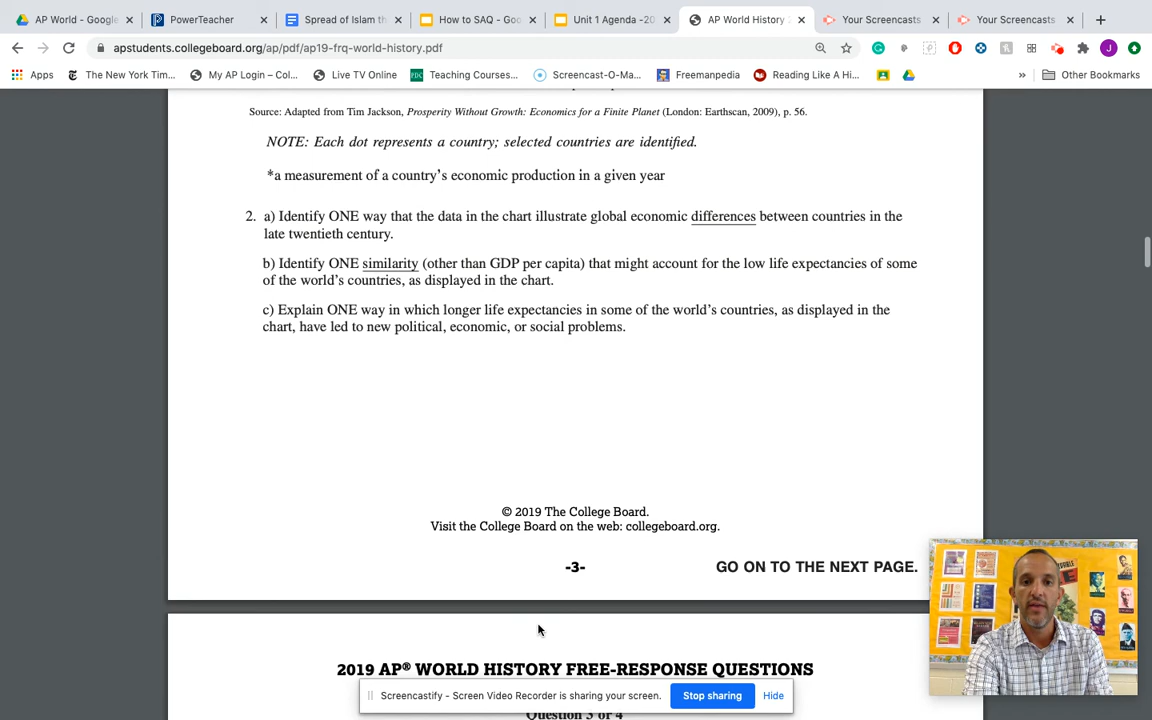 AP World - Google
PowerTeacher
Spread of Islam th
How to SAQ - Goo
Unit 1 Agenda -20
AP World History 2
Your Screencasts
Your Screencasts
apstudents.collegeboard.org/ap/pdf/ap19-frq-world-history.pdf
Apps
The New York Tim...
My AP Login – Col...
Live TV Online
Teaching Courses...
Screencast-O-Ma...
Freemanpedia
Reading Like A Hi...
»
Other Bookmarks
Source: Adapted from Tim Jackson, Prosperity Without Growth: Economics for a Finite Planet (London: Earthscan, 2009), p. 56.
NOTE: Each dot represents a country; selected countries are identified.
*a measurement of a country's economic production in a given year
2. a) Identify ONE way that the data in the chart illustrate global economic differences between countries in the
late twentieth century.
b) Identify ONE similarity (other than GDP per capita) that might account for the low life expectancies of some
of the world's countries, as displayed in the chart.
c) Explain ONE way in which longer life expectancies in some of the world's countries, as displayed in the
chart, have led to new political, economic, or social problems.
© 2019 The College Board.
Visit the College Board on the web: collegeboard.org.
-3-
GO ON TO THE NEXT PAGE.
2019 AP® WORLD HISTORY FREE-RESPONSE QUESTIONS
Screencastify - Screen Video Recorder is sharing your screen.
Stop sharing
Hide
Question 3 or 4